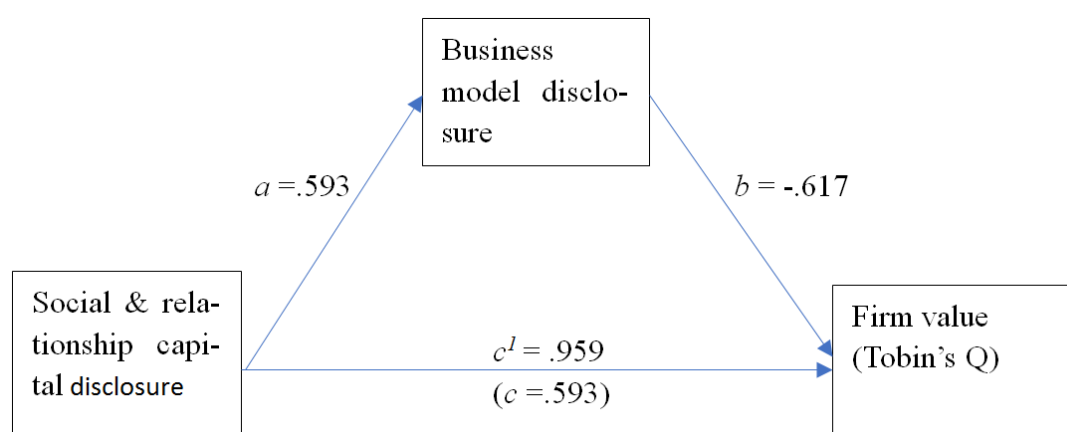 Business
model disclo-
sure
a =.593
b = -.617
Social & rela-
tionship capi-
tal disclosure
c¹ = .959
(c =.593)
Firm value
(Tobin's Q)